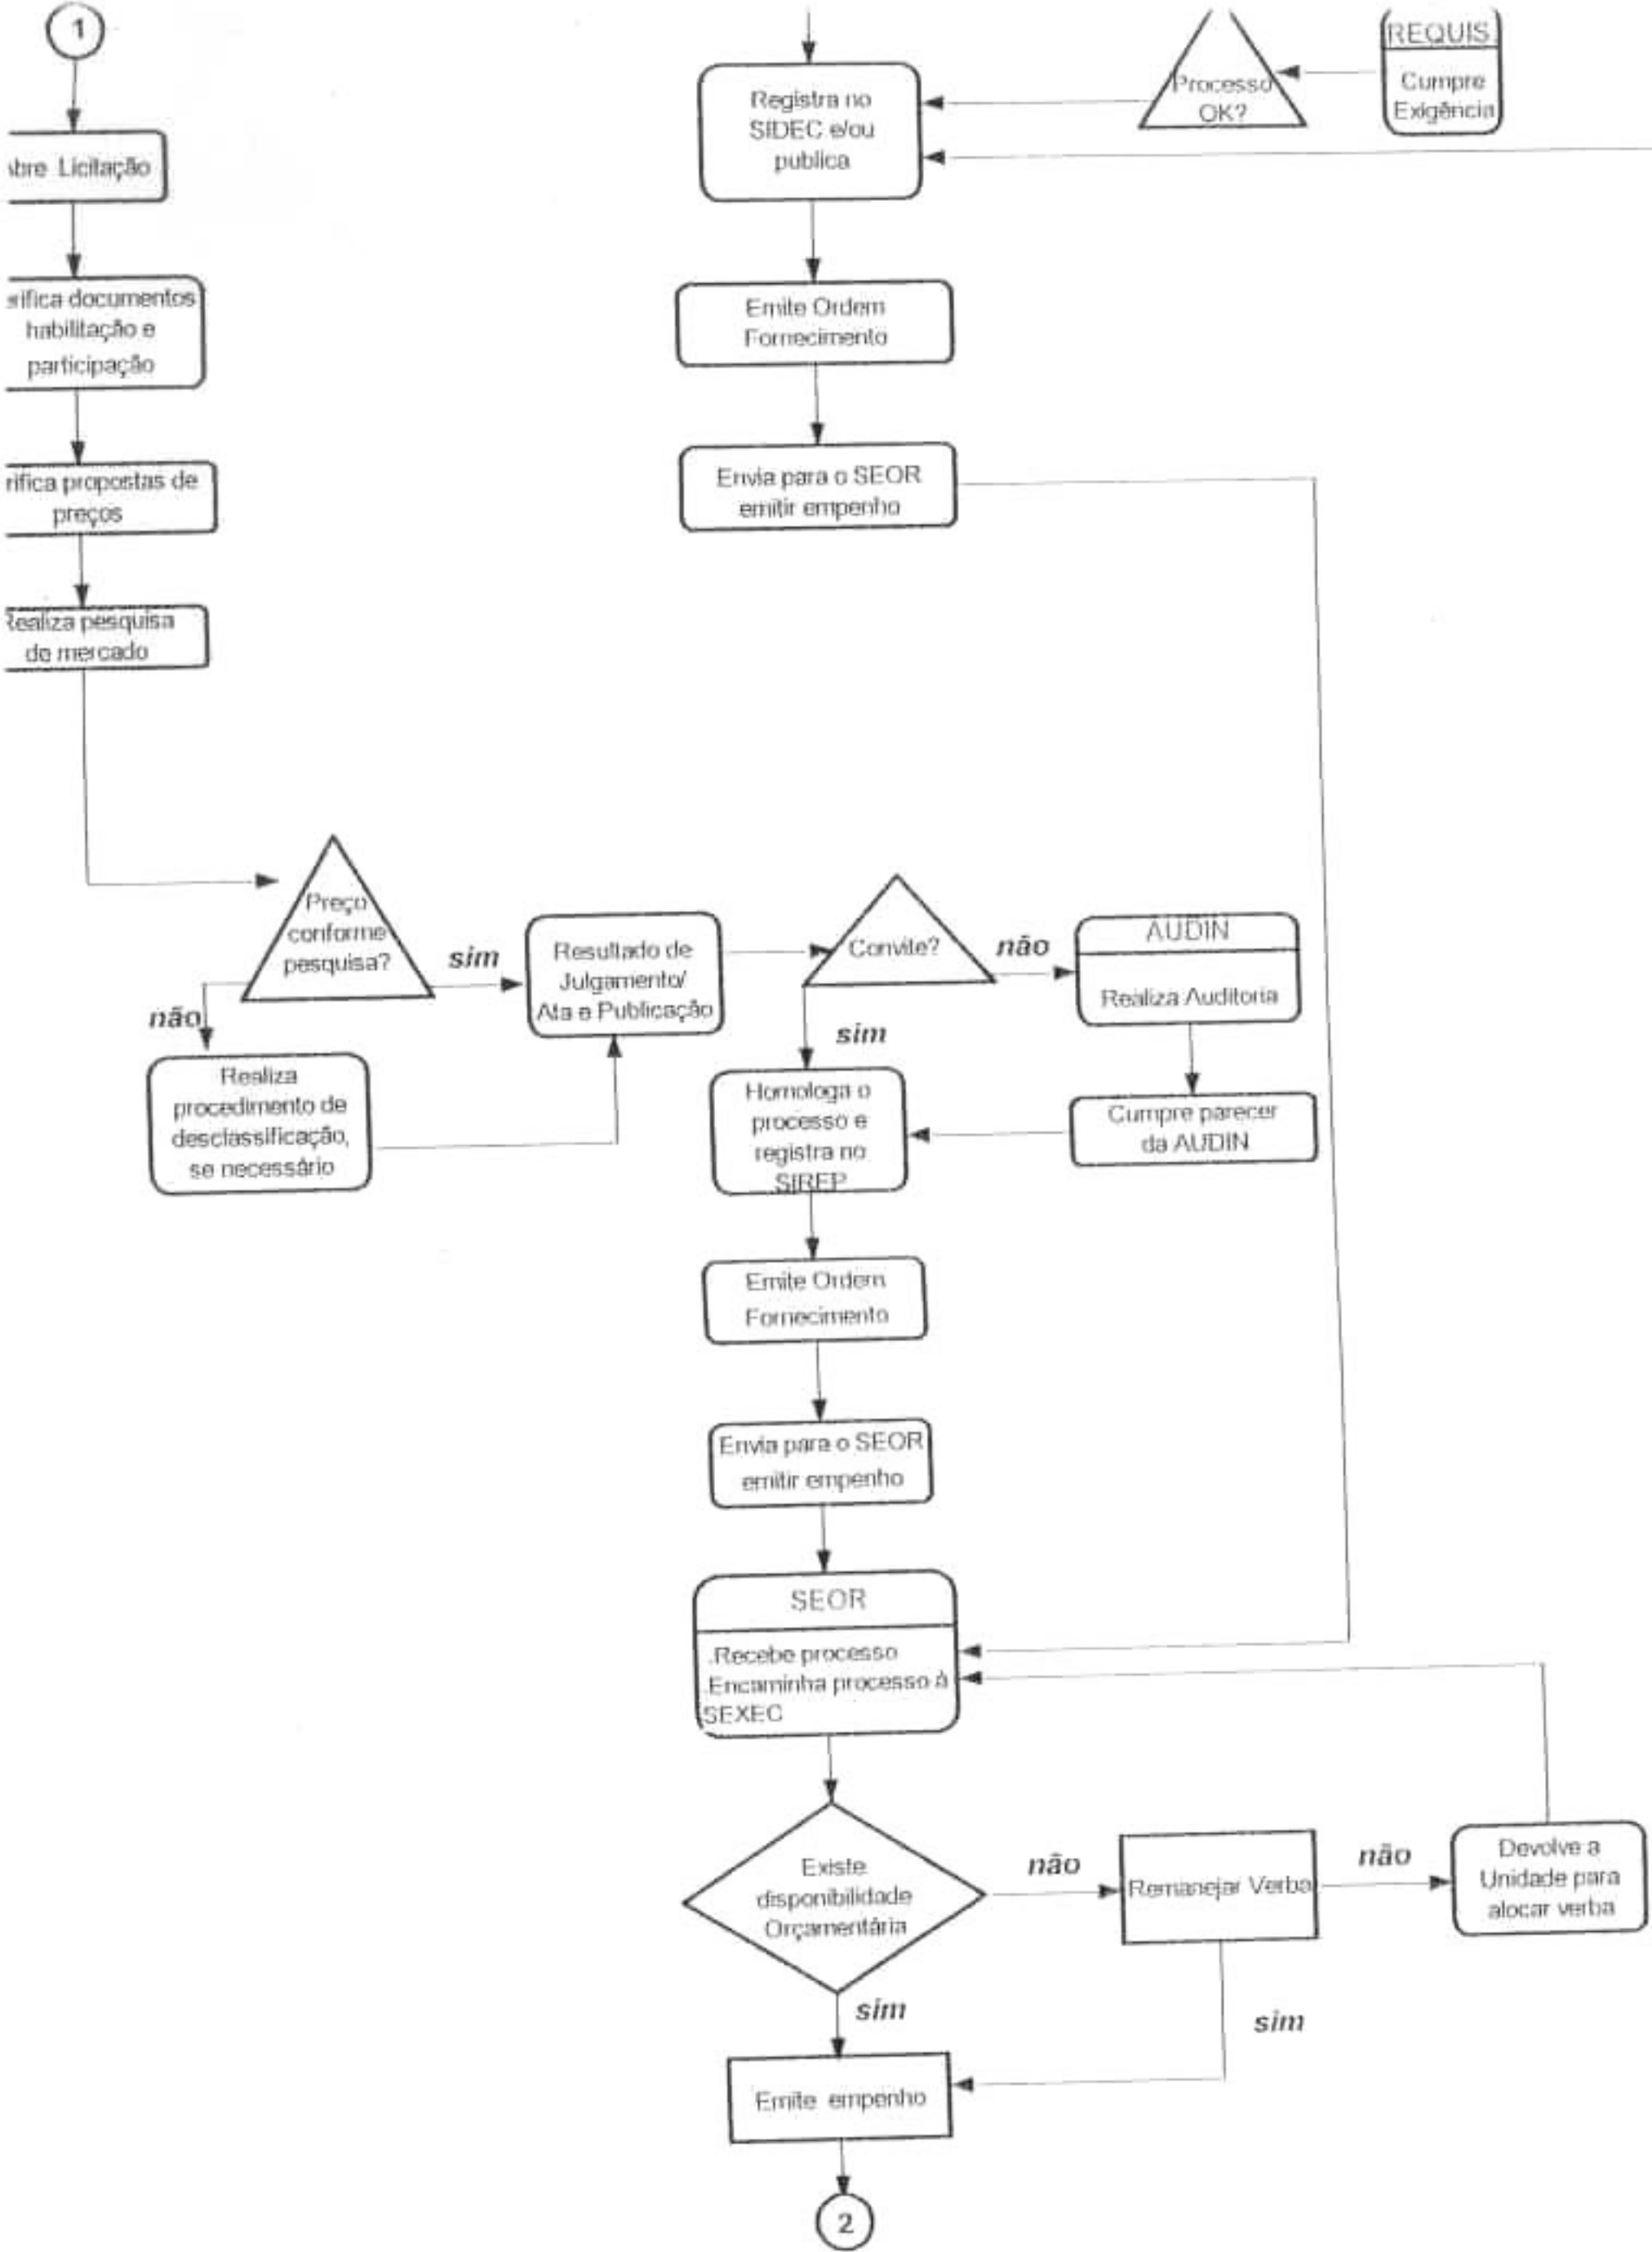 1
Licitação
documentos
habilitação e
participação
propostas de
preços
Realiza pesquisa
de mercado
Registra no
SIDEC e/ou
publica
Processo
OK?
REQUIS.
Cumpre
Exigência
Emite Ordem
Fornecimento
Envia para o SEOR
emitir empenho
Preço
conforme
pesquisa?
sim
não
Realiza
procedimento de
desclassificação,
se necessário
Resultado de
Julgamento/
Ata e Publicação
Convite?
não
sim
AUDIN
Realiza Auditoria
Cumpre parecer
da AUDIN
Homologa o
processo e
registra no
SIREP
Emite Ordem
Fornecimento
Envia para o SEOR
emitir empenho
SEOR
.Recebe processo
.Encaminha processo à
SEXEC
Existe
disponibilidade
Orçamentária
não
Remanejar Verba
não
Devolve a
Unidade para
alocar verba
sim
sim
Emite empenho
2